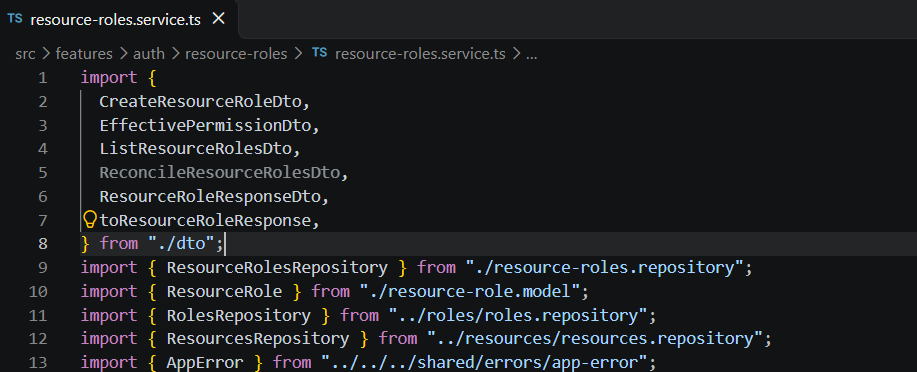 TS resource-roles.service.ts ×
src > features > auth > resource-roles > TS resource-roles.service.ts > ...
1 import {
2 CreateResourceRoleDto,
3 EffectivePermissionDto,
4 ListResourceRolesDto,
5 ReconcileResourceRolesDto,
6 ResourceRoleResponseDto,
7 toResourceRoleResponse,
8 } from "./dto";
9 import { ResourceRolesRepository } from "./resource-roles.repository";
10 import { ResourceRole } from "./resource-role.model";
11 import { RolesRepository } from "../roles/roles.repository";
12 import { ResourcesRepository } from "../resources/resources.repository";
13 import { AppError } from "../../../shared/errors/app-error";